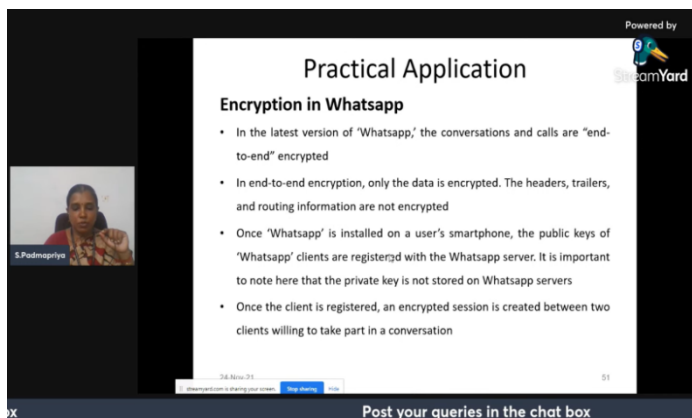 Powered by
StreamYard
Practical Application
Encryption in Whatsapp
• In the latest version of ‘Whatsapp,’ the conversations and calls are “end-
to-end” encrypted
• In end-to-end encryption, only the data is encrypted. The headers, trailers,
and routing information are not encrypted
• Once ‘Whatsapp’ is installed on a user’s smartphone, the public keys of
‘Whatsapp’ clients are registered with the Whatsapp server. It is important
to note here that the private key is not stored on Whatsapp servers
• Once the client is registered, an encrypted session is created between two
clients willing to take part in a conversation
S.Padmapriya
24-Nov-21
51
streamyard.com is sharing your screen.
Stop sharing
Hide
ox
Post your queries in the chat box